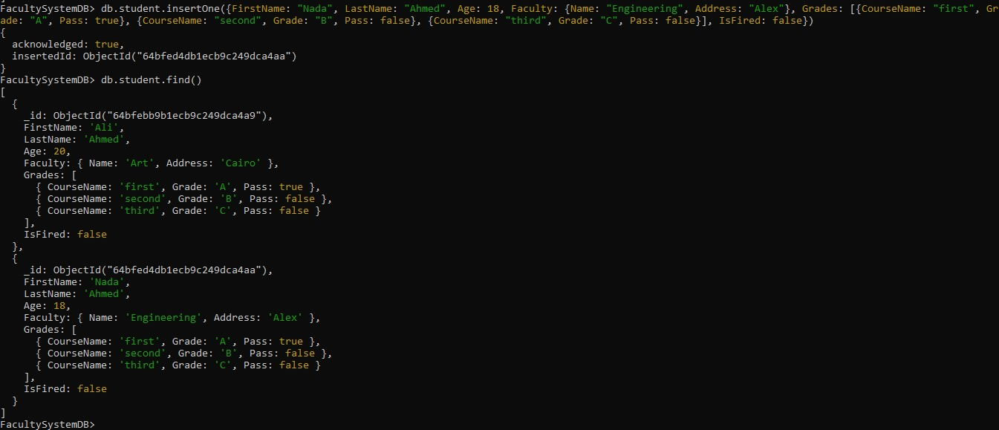 FacultySystemDB> db.student.insertOne({FirstName: "Nada", LastName: "Ahmed", Age: 18, Faculty: {Name: "Engineering", Address: "Alex"}, Grades: [{CourseName: "first", Gr
ade: "A", Pass: true}, {CourseName: "second", Grade: "B", Pass: false}, {CourseName: "third", Grade: "C", Pass: false}], IsFired: false})
{
  acknowledged: true,
  insertedId: ObjectId("64bfed4db1ecb9c249dca4aa")
}
FacultySystemDB> db.student.find()
[
  {
    _id: ObjectId("64bfebb9b1ecb9c249dca4a9"),
    FirstName: 'Ali',
    LastName: 'Ahmed',
    Age: 20,
    Faculty: { Name: 'Art', Address: 'Cairo' },
    Grades: [
      { CourseName: 'first', Grade: 'A', Pass: true },
      { CourseName: 'second', Grade: 'B', Pass: false },
      { CourseName: 'third', Grade: 'C', Pass: false }
    ],
    IsFired: false
  },
  {
    _id: ObjectId("64bfed4db1ecb9c249dca4aa"),
    FirstName: 'Nada',
    LastName: 'Ahmed',
    Age: 18,
    Faculty: { Name: 'Engineering', Address: 'Alex' },
    Grades: [
      { CourseName: 'first', Grade: 'A', Pass: true },
      { CourseName: 'second', Grade: 'B', Pass: false },
      { CourseName: 'third', Grade: 'C', Pass: false }
    ],
    IsFired: false
  }
]
FacultySystemDB>